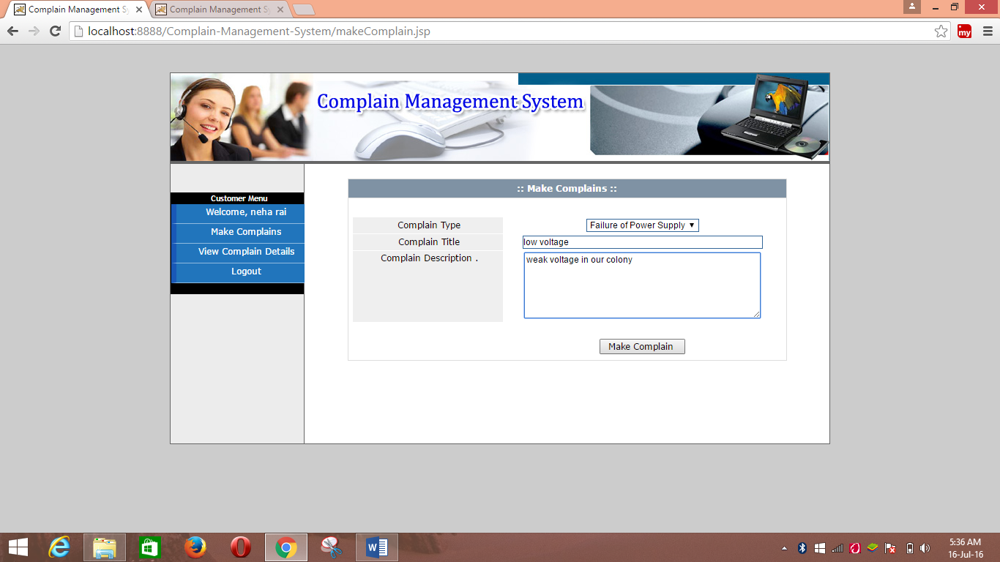 Complain Management Sy
Complain Management Sy
localhost:8888/Complain-Management-System/makeComplain.jsp
my
Complain Management System
Customer Menu
Welcome, neha rai
Make Complains
View Complain Details
Logout
:: Make Complains ::
Complain Type
Failure of Power Supply
Complain Title
low voltage
Complain Description .
weak voltage in our colony
Make Complain
5:36 AM
16-Jul-16